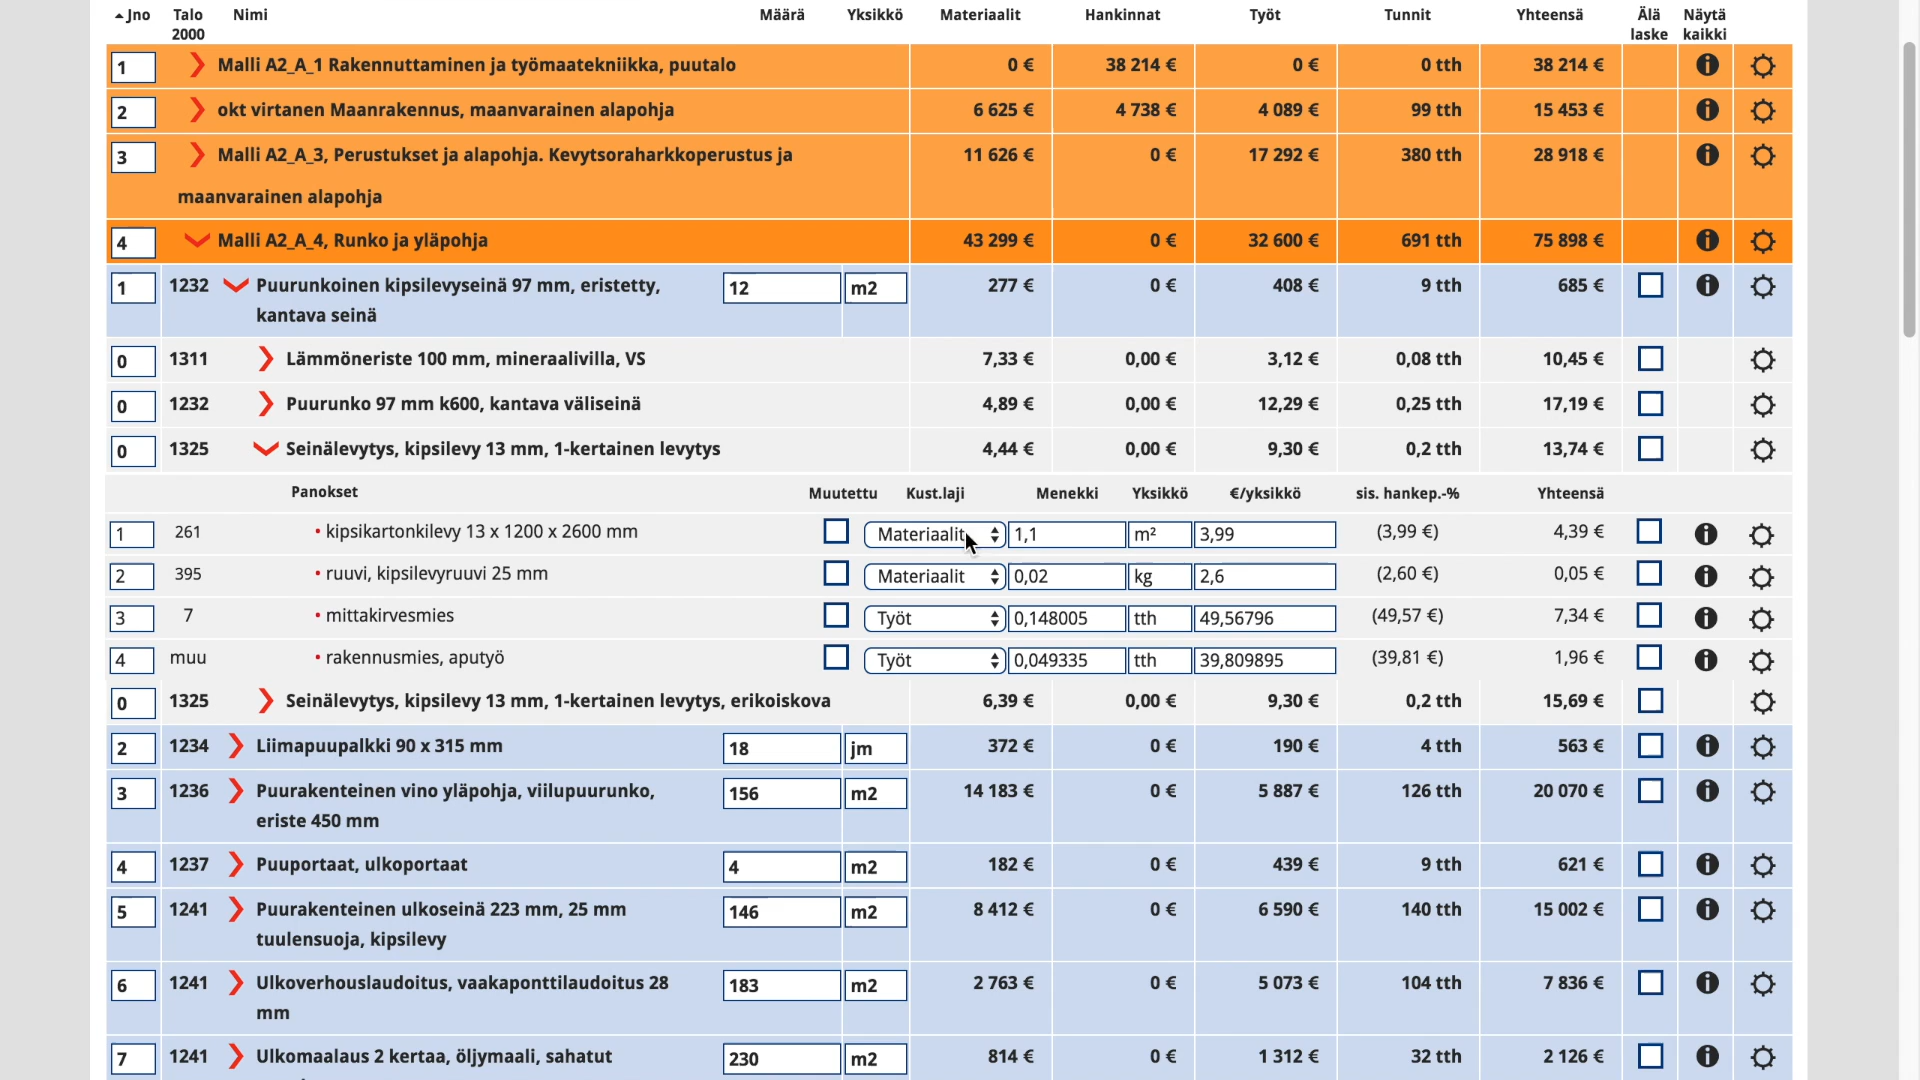 Jno Talo 2000 Nimi Määrä Yksikkö Materiaalit Hankinnat Työt Tunnit Yhteensä Älä laske Näytä kaikki
1 Malli A2_A_1 Rakennuttaminen ja työmaatekniikka, puutalo 0 € 38 214 € 0 € 0 tth 38 214 €
2 okt virtanen Maanrakennus, maanvarainen alapohja 6 625 € 4 738 € 4 089 € 99 tth 15 453 €
3 Malli A2_A_3, Perustukset ja alapohja. Kevytsoraharkkoperustus ja 11 626 € 0 € 17 292 € 380 tth 28 918 €
maanvarainen alapohja
4 Malli A2_A_4, Runko ja yläpohja 43 299 € 0 € 32 600 € 691 tth 75 898 €
1 1232 Puurunkoinen kipsilevyseinä 97 mm, eristetty, 12 m2 277 € 0 € 408 € 9 tth 685 €
kantava seinä
0 1311 Lämmöneriste 100 mm, mineraalivilla, VS 7,33 € 0,00 € 3,12 € 0,08 tth 10,45 €
0 1232 Puurunko 97 mm k600, kantava väliseinä 4,89 € 0,00 € 12,29 € 0,25 tth 17,19 €
0 1325 Seinälevytys, kipsilevy 13 mm, 1-kertainen levytys 4,44 € 0,00 € 9,30 € 0,2 tth 13,74 €
Panokset Muutettu Kust.laji Menekki Yksikkö €/yksikkö sis. hankep.-% Yhteensä
1 261 • kipsikartonkilevy 13 x 1200 x 2600 mm Materiaalit 1,1 m² 3,99 (3,99 €) 4,39 €
2 395 • ruuvi, kipsilevyruuvi 25 mm Materiaalit 0,02 kg 2,6 (2,60 €) 0,05 €
3 7 • mittakirvesmies Työt 0,148005 tth 49,56796 (49,57 €) 7,34 €
4 muu • rakennusmies, aputyö Työt 0,049335 tth 39,809895 (39,81 €) 1,96 €
0 1325 Seinälevytys, kipsilevy 13 mm, 1-kertainen levytys, erikoiskova 6,39 € 0,00 € 9,30 € 0,2 tth 15,69 €
2 1234 Liimapuupalkki 90 x 315 mm 18 jm 372 € 0 € 190 € 4 tth 563 €
3 1236 Puurakenteinen vino yläpohja, viilupuurunko, 156 m2 14 183 € 0 € 5 887 € 126 tth 20 070 €
eriste 450 mm
4 1237 Puuportaat, ulkoportaat 4 m2 182 € 0 € 439 € 9 tth 621 €
5 1241 Puurakenteinen ulkoseinä 223 mm, 25 mm 146 m2 8 412 € 0 € 6 590 € 140 tth 15 002 €
tuulensuoja, kipsilevy
6 1241 Ulkoverhouslaudoitus, vaakaponttilaudoitus 28 183 m2 2 763 € 0 € 5 073 € 104 tth 7 836 €
mm
7 1241 Ulkomaalaus 2 kertaa, öljymaali, sahatut 230 m2 814 € 0 € 1 312 € 32 tth 2 126 €